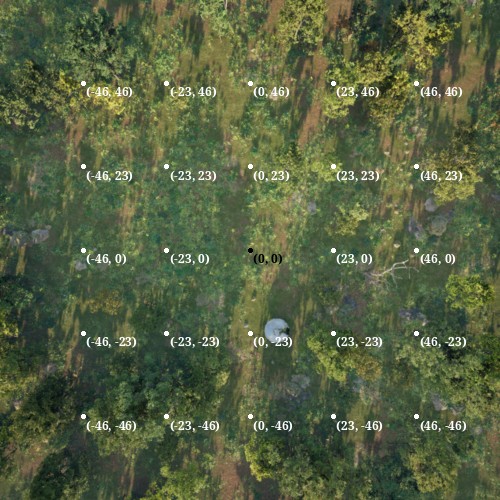 (-46, 46) (-23, 46) (0, 46) (23, 46) (46, 46)
(-46, 23) (-23, 23) (0, 23) (23, 23) (46, 23)
(-46, 0) (-23, 0) (0, 0) (23, 0) (46, 0)
(-46, -23) (-23, -23) (0, -23) (23, -23) (46, -23)
(-46, -46) (-23, -46) (0, -46) (23, -46) (46, -46)